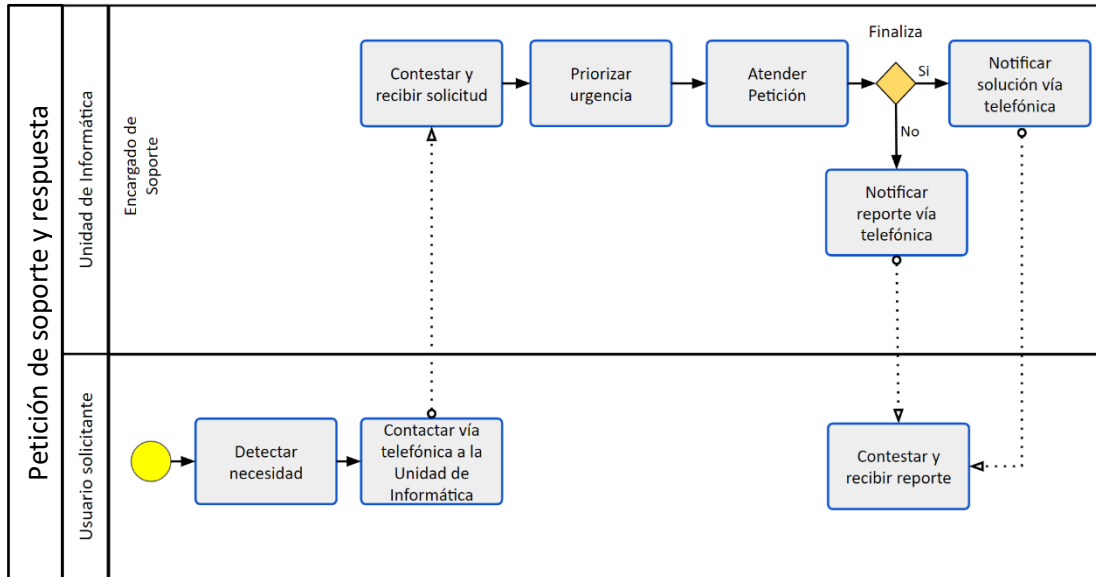 Petición de soporte y respuesta
Unidad de Informática
Encargado de
Soporte
Contestar y
recibir solicitud
Priorizar
urgencia
Atender
Petición
Finaliza
Si
No
Notificar
solución vía
telefónica
Notificar
reporte vía
telefónica
Usuario solicitante
Detectar
necesidad
Contactar vía
telefónica a la
Unidad de
Informática
Contestar y
recibir reporte